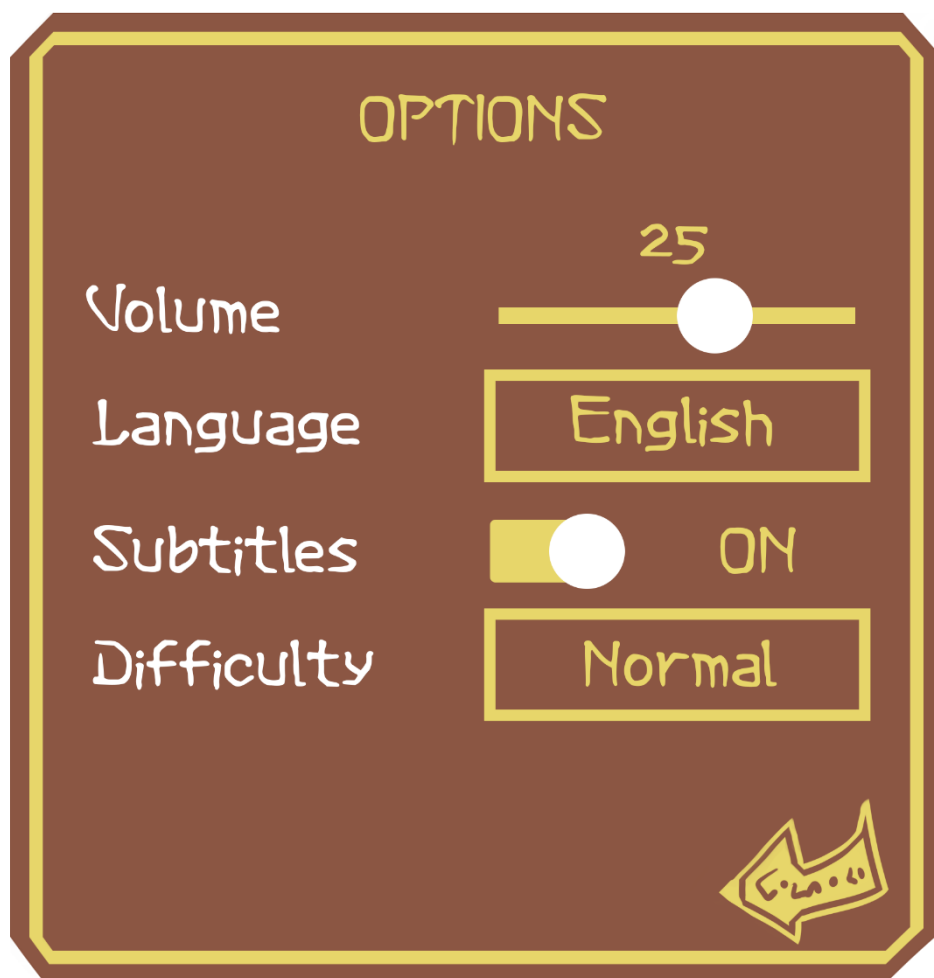 OPTIONS
25
Volume
Language English
Subtitles ON
Difficulty Normal